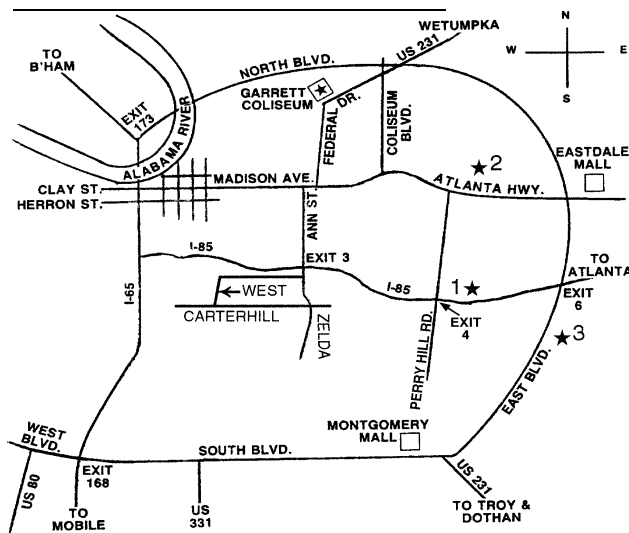 WETUMPKA
N
TO
B'HAM
NORTH BLVD.
US 231
W
E
S
GARRETT
COLISEUM
EXIT
173
FEDERAL DR.
COLISEUM
BLVD.
ALABAMA RIVER
2
EASTDALE
MALL
CLAY ST.
MADISON AVE.
ATLANTA HWY.
HERRON ST.
ANN ST.
I-85
EXIT 3
TO
ATLANTA
I-65
WEST
I-85
1
EXIT
6
CARTERHILL
ZELDA
EXIT
4
3
PERRY HILL RD.
EAST BLVD.
WEST
BLVD.
MONTGOMERY
MALL
SOUTH BLVD.
US 80
EXIT
168
US 231
TO
MOBILE
US
331
TO TROY &
DOTHAN